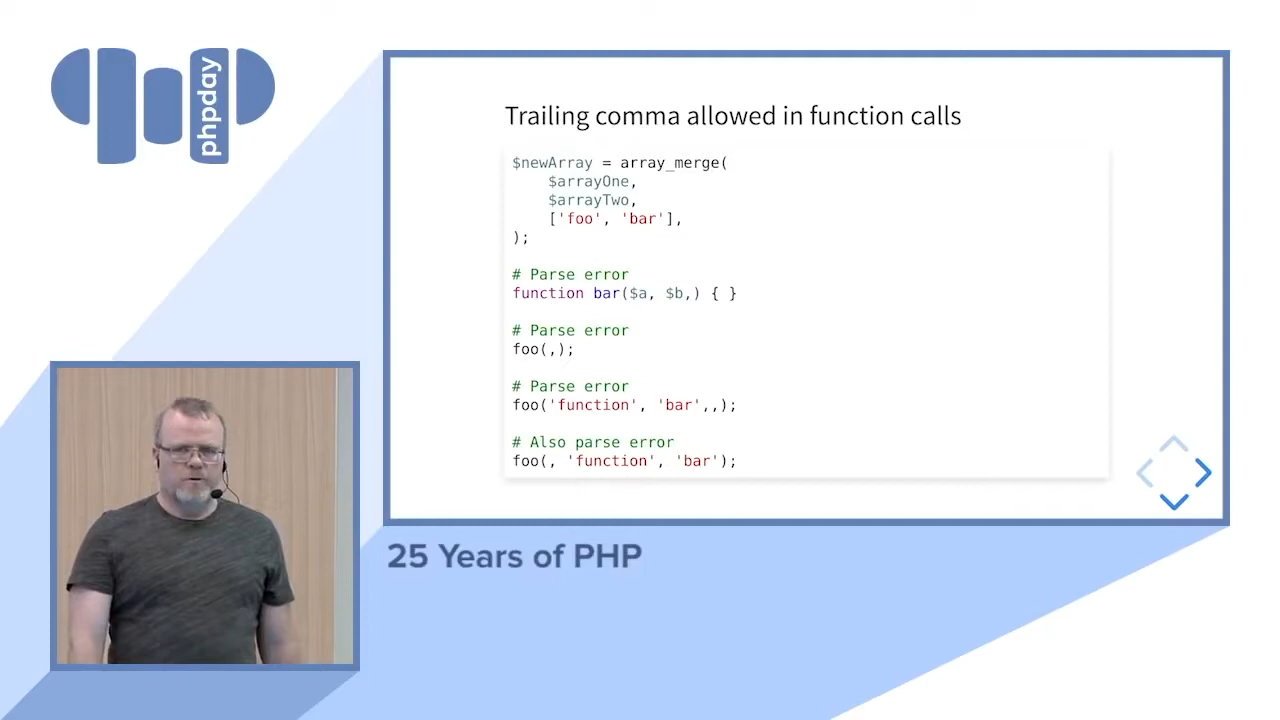 phpday
Trailing comma allowed in function calls
$newArray = array_merge(
    $arrayOne,
    $arrayTwo,
    ['foo', 'bar'],
);
# Parse error
function bar($a, $b,) { }
# Parse error
foo(,);
# Parse error
foo('function', 'bar',,);
# Also parse error
foo(, 'function', 'bar');
25 Years of PHP